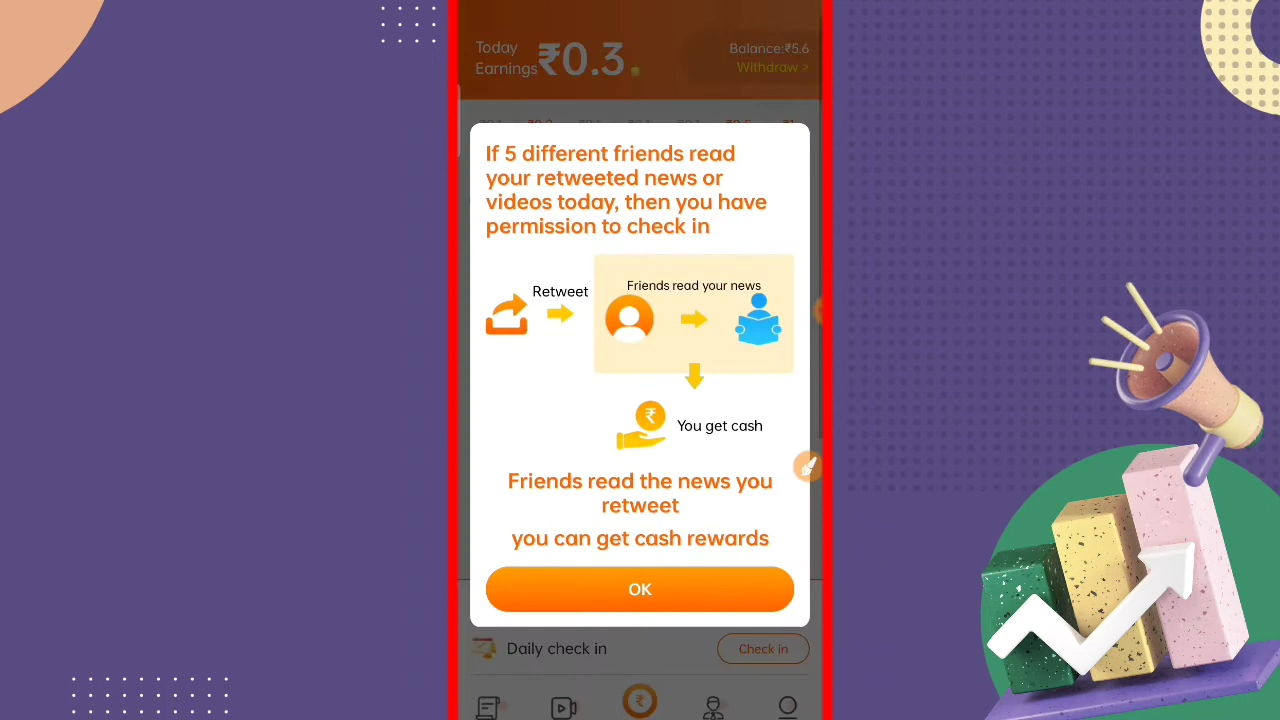 Today
Earnings
₹0.3
Balance:₹5.6
Withdraw >
If 5 different friends read
your retweeted news or
videos today, then you have
permission to check in
Retweet
Friends read your news
₹
You get cash
Friends read the news you
retweet
you can get cash rewards
OK
Daily check in
Check in
₹